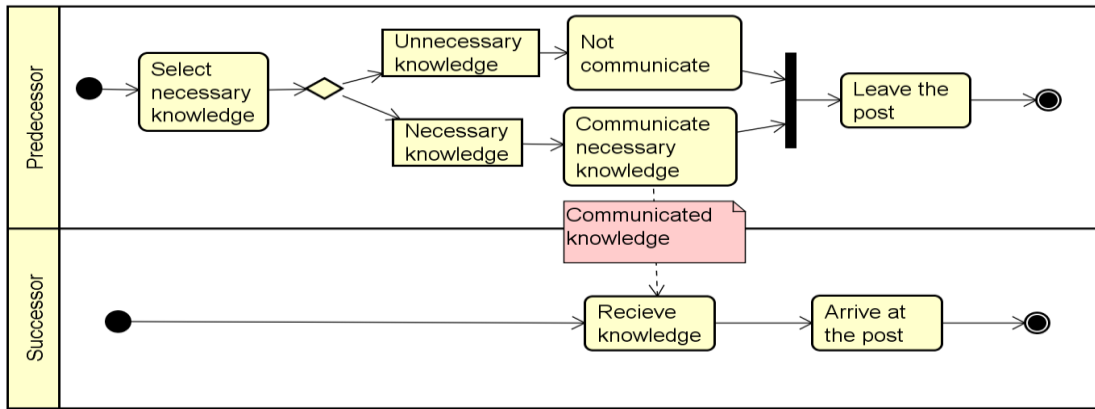 Predecessor
Select
necessary
knowledge
Unnecessary
knowledge
Not
communicate
Necessary
knowledge
Communicate
necessary
knowledge
Leave the
post
Communicated
knowledge
Successor
Recieve
knowledge
Arrive at
the post